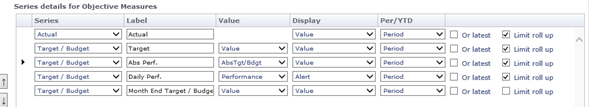 Series details for Objective Measures
Series Label Value Display Per/YTD
Actual Actual Value Period Or latest Limit roll up
Target / Budget Target Value Value Period Or latest Limit roll up
Target / Budget Abs Perf. AbsTgt/Bdgt Value Period Or latest Limit roll up
Target / Budget Daily Perf. Performance Alert Period Or latest Limit roll up
Target / Budget Month End Target / Budge Value Value Period Or latest Limit roll up